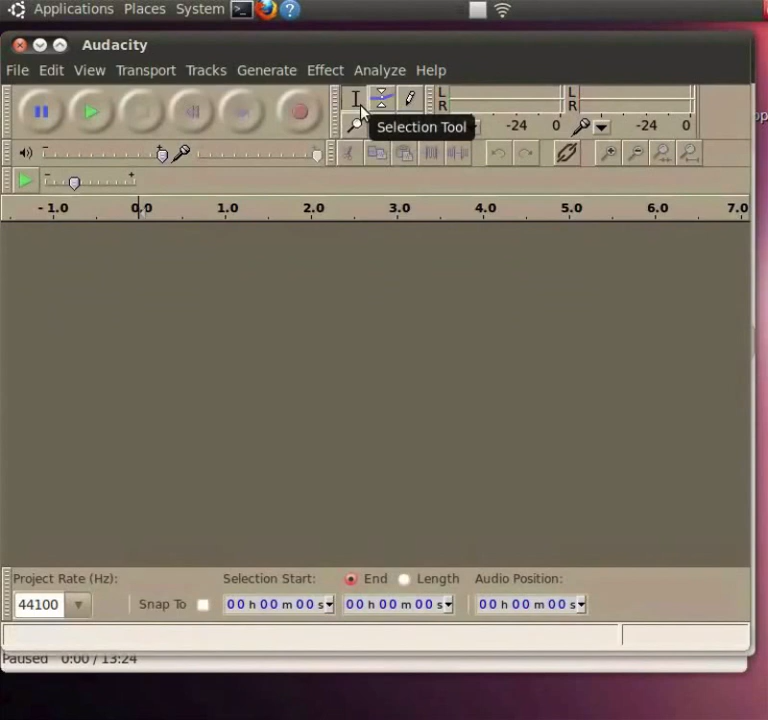 Applications Places System
Audacity
File Edit View Transport Tracks Generate Effect Analyze Help
L
R
L
R
Selection Tool
-24 0
-24 0
- +
- 1.0 0.0 1.0 2.0 3.0 4.0 5.0 6.0 7.0
Project Rate (Hz):
Selection Start:
End
Length
Audio Position:
44100
Snap To
00 h 00 m 00 s
00 h 00 m 00 s
00 h 00 m 00 s
Paused 0:00 / 13:24